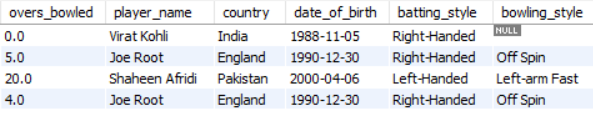 overs_bowled player_name country date_of_birth batting_style bowling_style
0.0 Virat Kohli India 1988-11-05 Right-Handed NULL
5.0 Joe Root England 1990-12-30 Right-Handed Off Spin
20.0 Shaheen Afridi Pakistan 2000-04-06 Left-Handed Left-arm Fast
4.0 Joe Root England 1990-12-30 Right-Handed Off Spin